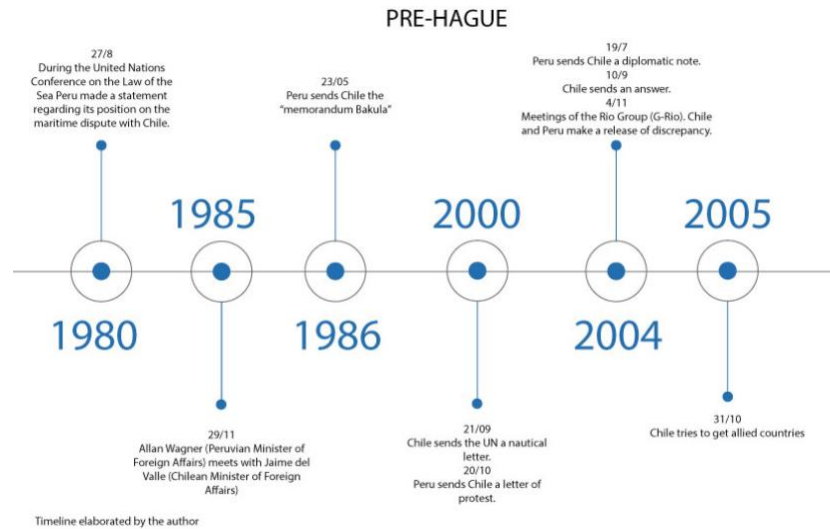 PRE-HAGUE
27/8
During the United Nations
Conference on the Law of the
Sea Peru made a statement
regarding its position on the
maritime dispute with Chile.
1980
1985
29/11
Allan Wagner (Peruvian Minister of
Foreign Affairs) meets with Jaime del
Valle (Chilean Minister of Foreign
Affairs)
23/05
Peru sends Chile the
“memorandum Bakula”
1986
2000
21/09
Chile sends the UN a nautical
letter.
20/10
Peru sends Chile a letter of
protest.
19/7
Peru sends Chile a diplomatic note.
10/9
Chile sends an answer.
4/11
Meetings of the Rio Group (G-Rio). Chile
and Peru make a release of discrepancy.
2004
2005
31/10
Chile tries to get allied countries
Timeline elaborated by the author